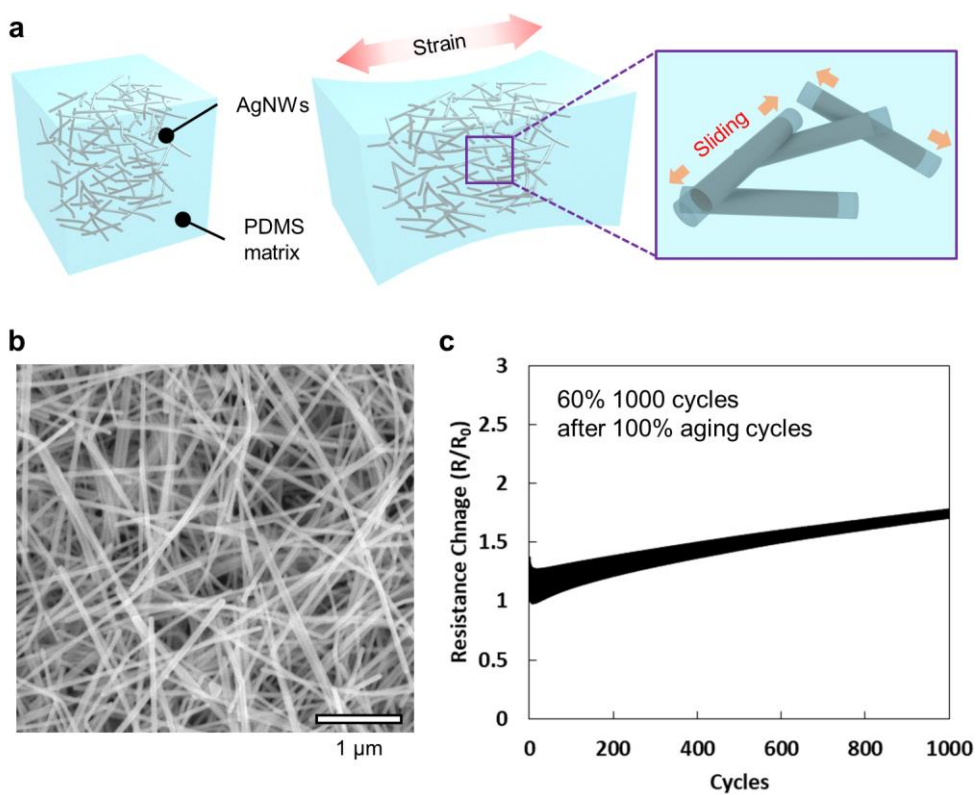 a
Strain
AgNWs
PDMS
matrix
Sliding
b
1 μm
c
3
2.5
2
1.5
1
0.5
0
60% 1000 cycles
after 100% aging cycles
Resistance Chnage (R/R₀)
0 200 400 600 800 1000
Cycles